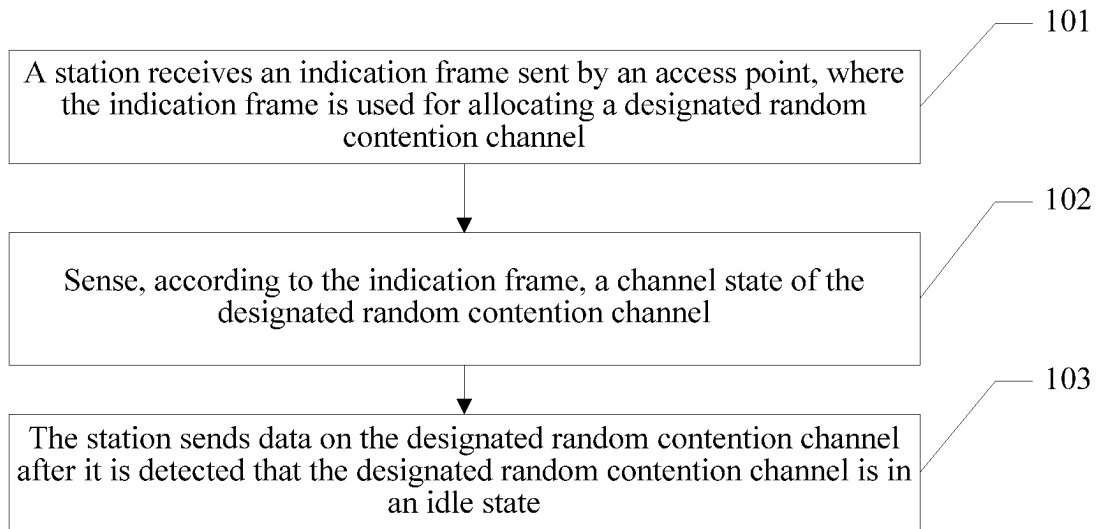 101
A station receives an indication frame sent by an access point, where
the indication frame is used for allocating a designated random
contention channel
102
Sense, according to the indication frame, a channel state of the
designated random contention channel
103
The station sends data on the designated random contention channel
after it is detected that the designated random contention channel is in
an idle state